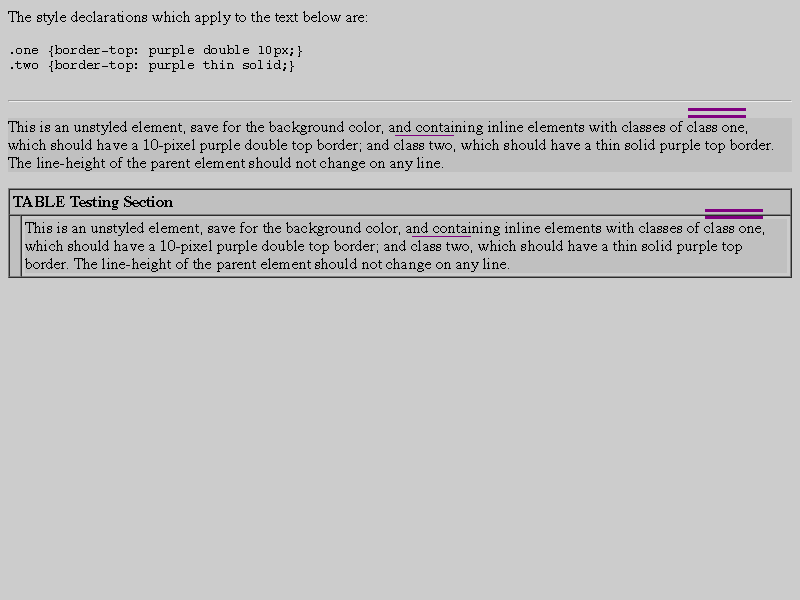 The style declarations which apply to the text below are:
.one {border-top: purple double 10px;}
.two {border-top: purple thin solid;}
This is an unstyled element, save for the background color, and containing inline elements with classes of class one,
which should have a 10-pixel purple double top border; and class two, which should have a thin solid purple top border.
The line-height of the parent element should not change on any line.
TABLE Testing Section
This is an unstyled element, save for the background color, and containing inline elements with classes of class one,
which should have a 10-pixel purple double top border; and class two, which should have a thin solid purple top
border. The line-height of the parent element should not change on any line.